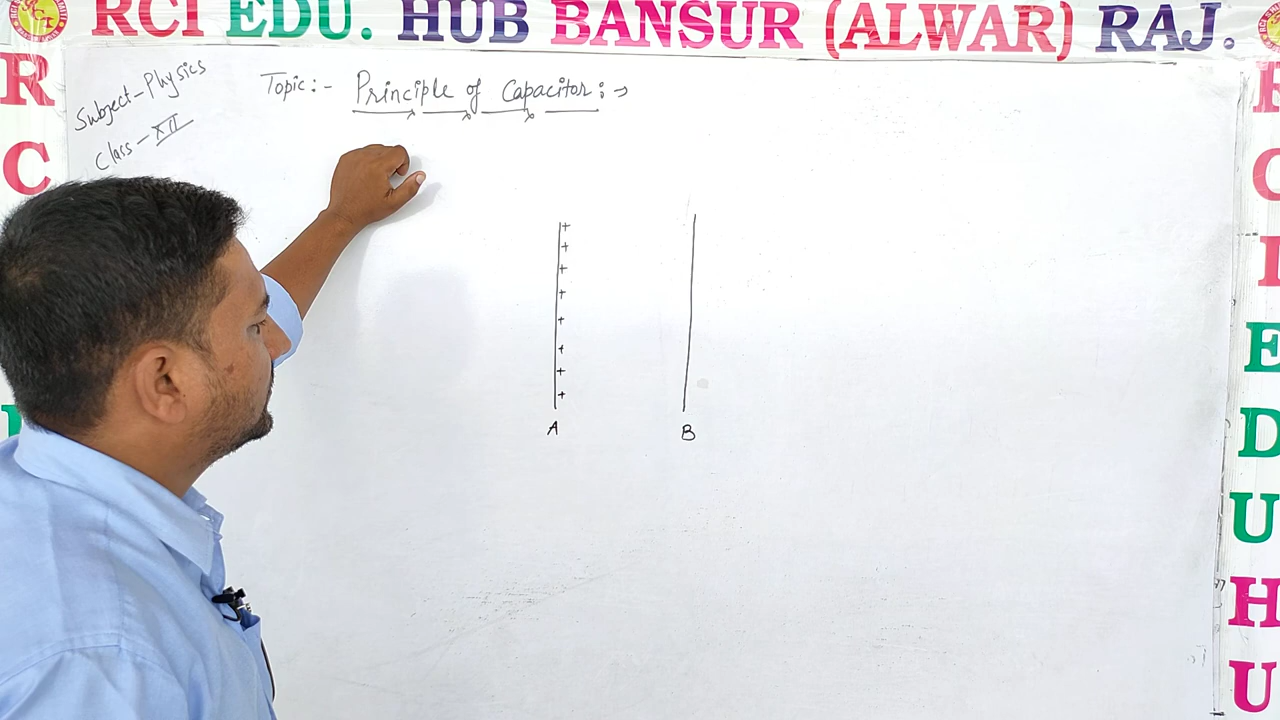 RCI EDU. HUB BANSUR (ALWAR) RAJ.
Subject-Physics
Class - XII
Topic:- Principle of Capacitor:→
+
+
+
+
+
+
+
+
A B
R
C
I
E
D
U
H
U
R
C